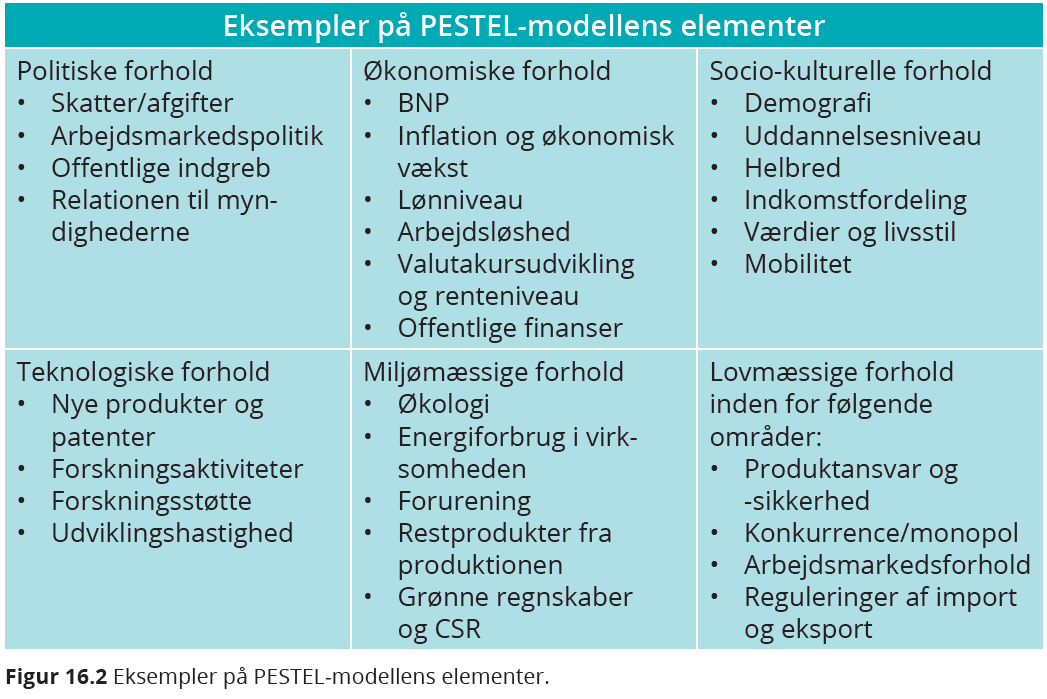 Eksempler på PESTEL-modellens elementer
Politiske forhold
• Skatter/afgifter
• Arbejdsmarkedspolitik
• Offentlige indgreb
• Relationen til myn-
dighederne
Økonomiske forhold
• BNP
• Inflation og økonomisk
vækst
• Lønniveau
• Arbejdsløshed
• Valutakursudvikling
og renteniveau
• Offentlige finanser
Socio-kulturelle forhold
• Demografi
• Uddannelsesniveau
• Helbred
• Indkomstfordeling
• Værdier og livsstil
• Mobilitet
Teknologiske forhold
• Nye produkter og
patenter
• Forskningsaktiviteter
• Forskningsstøtte
• Udviklingshastighed
Miljømæssige forhold
• Økologi
• Energiforbrug i virk-
somheden
• Forurening
• Restprodukter fra
produktionen
• Grønne regnskaber
og CSR
Lovmæssige forhold
inden for følgende
områder:
• Produktansvar og
-sikkerhed
• Konkurrence/monopol
• Arbejdsmarkedsforhold
• Reguleringer af import
og eksport
Figur 16.2 Eksempler på PESTEL-modellens elementer.